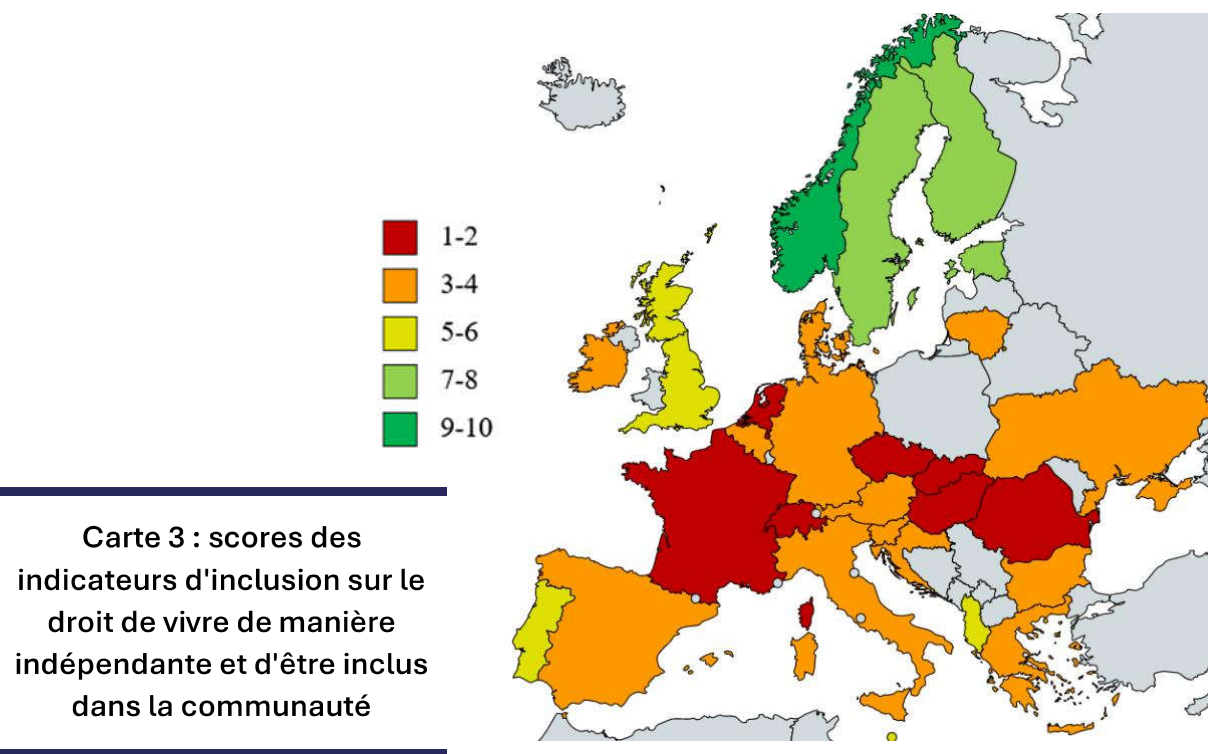 1-2
3-4
5-6
7-8
9-10
Carte 3 : scores des
indicateurs d'inclusion sur le
droit de vivre de manière
indépendante et d'être inclus
dans la communauté